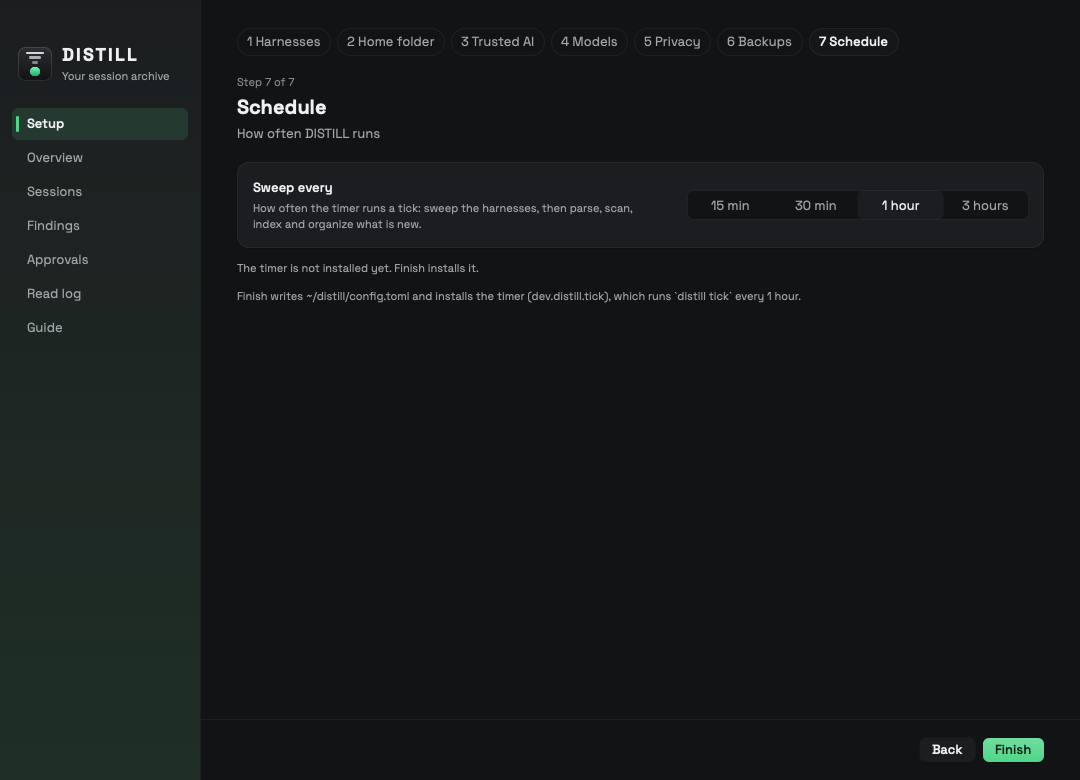 DISTILL
Your session archive
Setup
Overview
Sessions
Findings
Approvals
Read log
Guide
1 Harnesses
2 Home folder
3 Trusted AI
4 Models
5 Privacy
6 Backups
7 Schedule
Step 7 of 7
Schedule
How often DISTILL runs
Sweep every
How often the timer runs a tick: sweep the harnesses, then parse, scan,
index and organize what is new.
15 min
30 min
1 hour
3 hours
The timer is not installed yet. Finish installs it.
Finish writes ~/distill/config.toml and installs the timer (dev.distill.tick), which runs `distill tick` every 1 hour.
Back
Finish